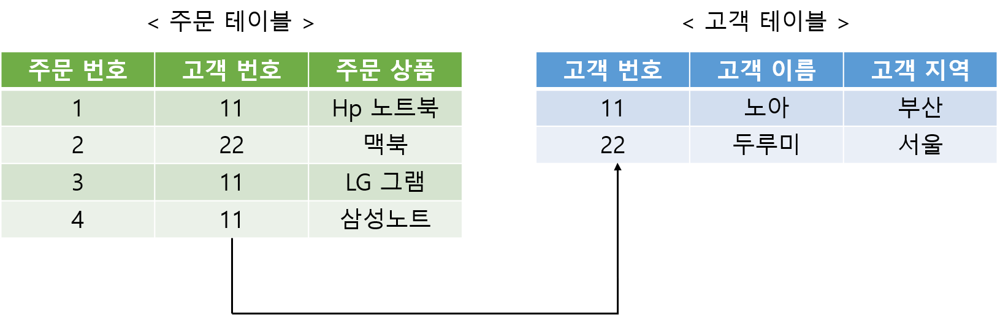 < 주문 테이블 >
주문 번호 고객 번호 주문 상품
1 11 Hp 노트북
2 22 맥북
3 11 LG 그램
4 11 삼성노트
< 고객 테이블 >
고객 번호 고객 이름 고객 지역
11 노아 부산
22 두루미 서울